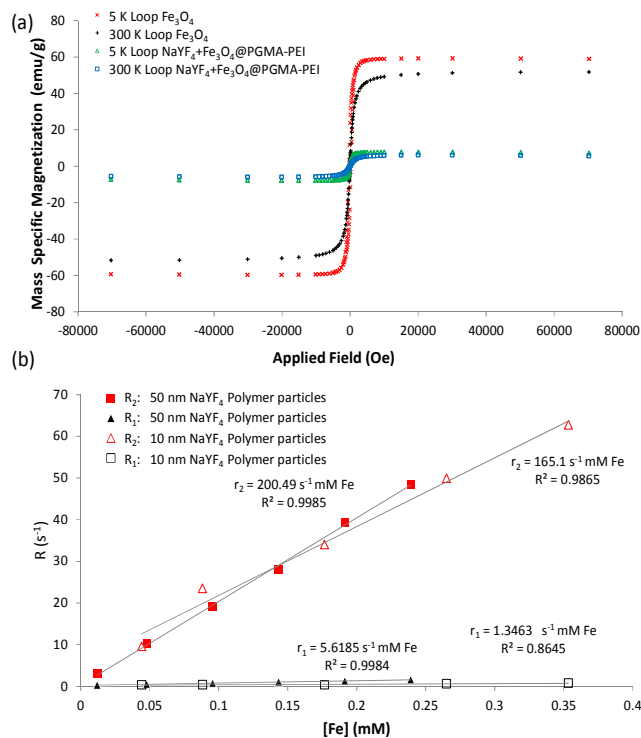 (a)
× 5 K Loop Fe₃O₄
+ 300 K Loop Fe₃O₄
△ 5 K Loop NaYF₄+Fe₃O₄@PGMA-PEI
□ 300 K Loop NaYF₄+Fe₃O₄@PGMA-PEI
Mass Specific Magnetization (emu/g)
80
60
40
20
0
-20
-40
-60
-80
-80000 -60000 -40000 -20000 0 20000 40000 60000 80000
Applied Field (Oe)
(b)
■ R₂: 50 nm NaYF₄ Polymer particles
▲ R₁: 50 nm NaYF₄ Polymer particles
△ R₂: 10 nm NaYF₄ Polymer particles
□ R₁: 10 nm NaYF₄ Polymer particles
R (s⁻¹)
70
60
50
40
30
20
10
0
r₂ = 200.49 s⁻¹ mM Fe
R² = 0.9985
r₂ = 165.1 s⁻¹ mM Fe
R² = 0.9865
r₁ = 5.6185 s⁻¹ mM Fe
R² = 0.9984
r₁ = 1.3463 s⁻¹ mM Fe
R² = 0.8645
0 0.05 0.1 0.15 0.2 0.25 0.3 0.35 0.4
[Fe] (mM)